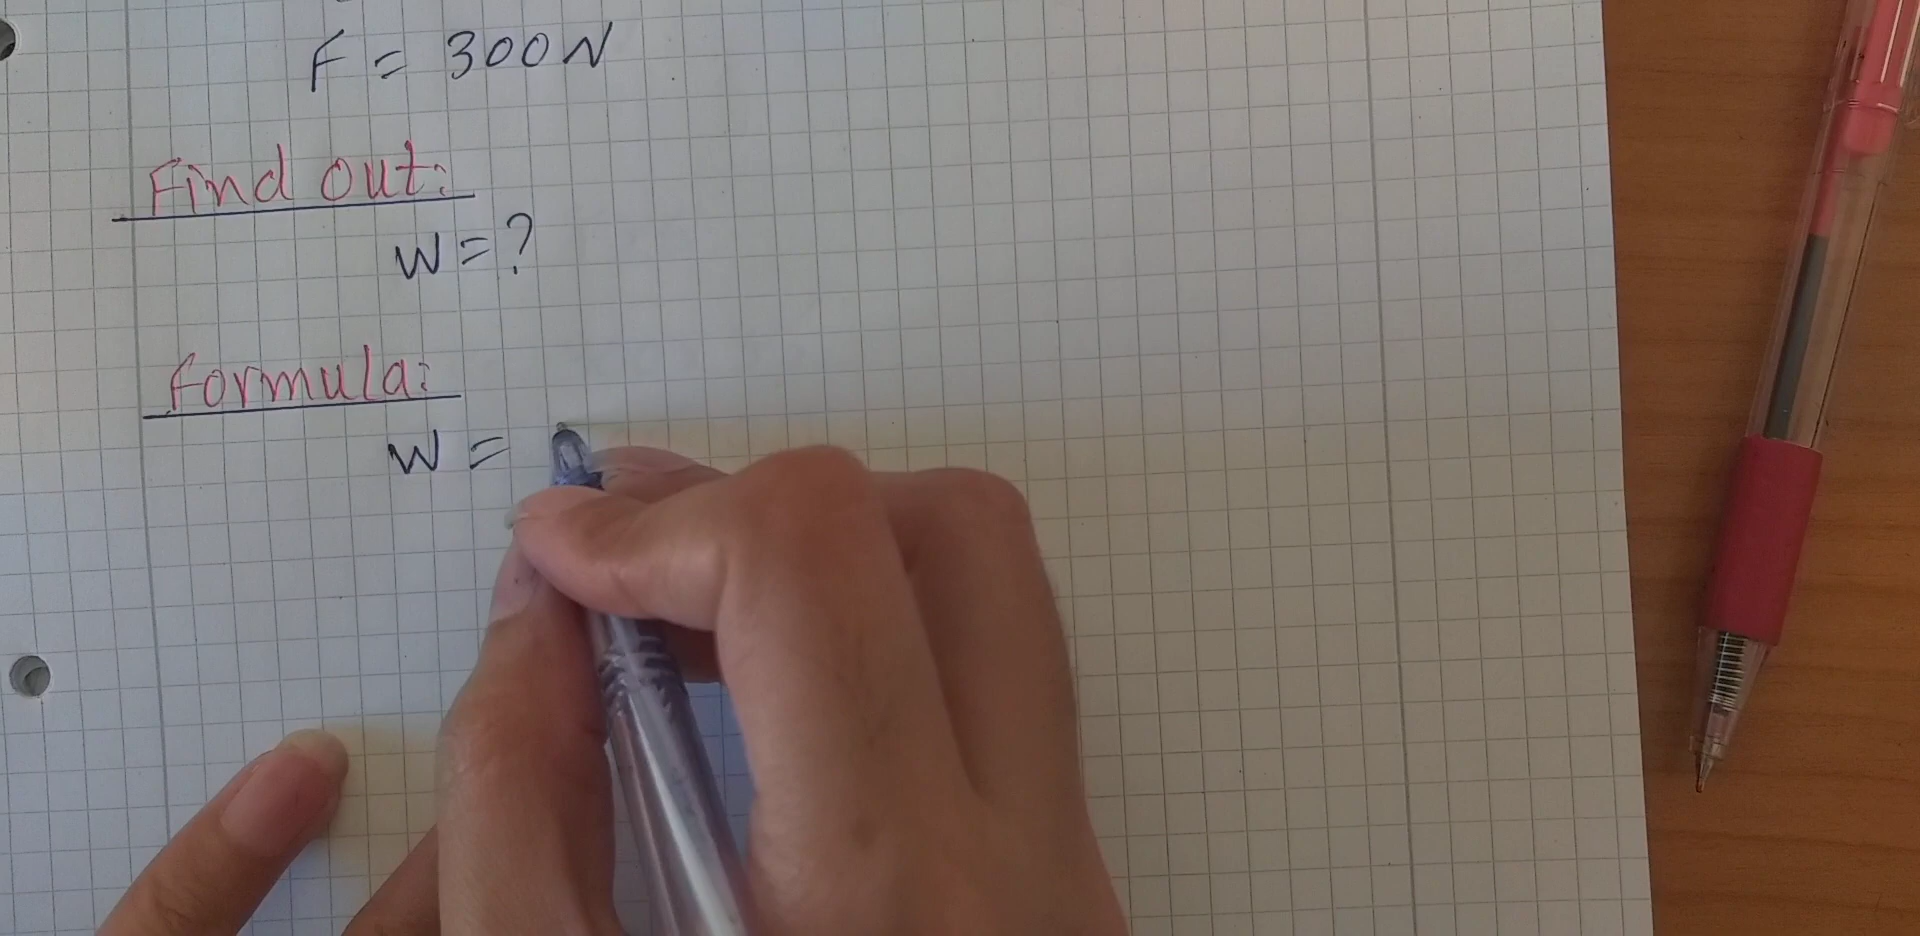 F = 300N
Find out:
W = ?
formula:
W =